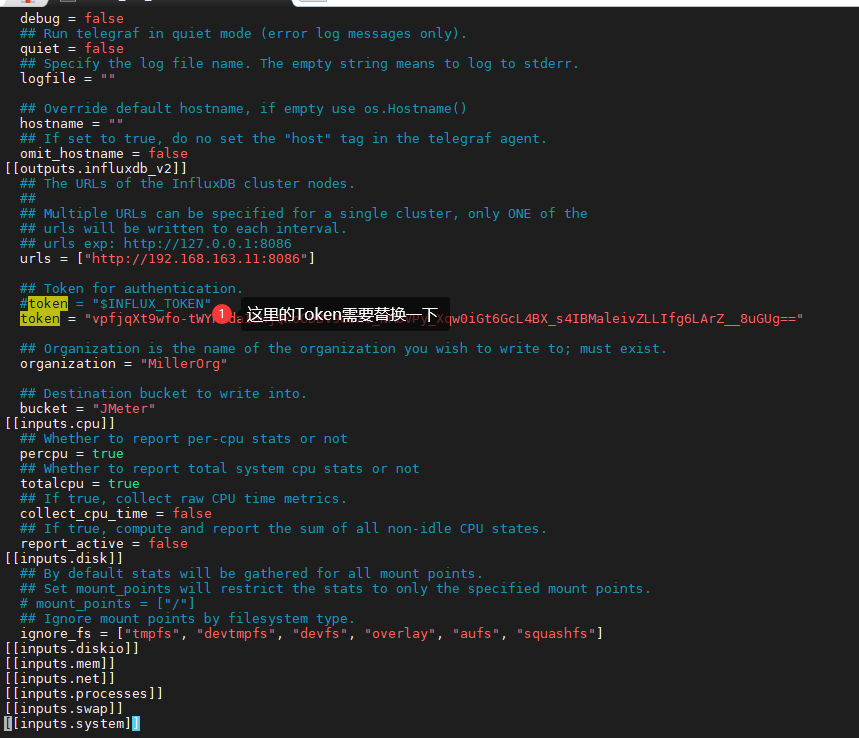 debug = false
## Run telegraf in quiet mode (error log messages only).
quiet = false
## Specify the log file name. The empty string means to log to stderr.
logfile = ""
## Override default hostname, if empty use os.Hostname()
hostname = ""
## If set to true, do no set the "host" tag in the telegraf agent.
omit_hostname = false
[[outputs.influxdb_v2]]
## The URLs of the InfluxDB cluster nodes.
##
## Multiple URLs can be specified for a single cluster, only ONE of the
## urls will be written to each interval.
## urls exp: http://127.0.0.1:8086
urls = ["http://192.168.163.11:8086"]
## Token for authentication.
#token = "$INFLUX_TOKEN"
1 这里的Token需要替换一下
token = "vpfjqXt9wfo-tWY qw0iGt6GcL4BX_s4IBMaleivZLLIfg6LArZ__8uGUg=="
## Organization is the name of the organization you wish to write to; must exist.
organization = "MillerOrg"
## Destination bucket to write into.
bucket = "JMeter"
[[inputs.cpu]]
## Whether to report per-cpu stats or not
percpu = true
## Whether to report total system cpu stats or not
totalcpu = true
## If true, collect raw CPU time metrics.
collect_cpu_time = false
## If true, compute and report the sum of all non-idle CPU states.
report_active = false
[[inputs.disk]]
## By default stats will be gathered for all mount points.
## Set mount_points will restrict the stats to only the specified mount points.
# mount_points = ["/"]
## Ignore mount points by filesystem type.
ignore_fs = ["tmpfs", "devtmpfs", "devfs", "overlay", "aufs", "squashfs"]
[[inputs.diskio]]
[[inputs.mem]]
[[inputs.net]]
[[inputs.processes]]
[[inputs.swap]]
[[inputs.system]]